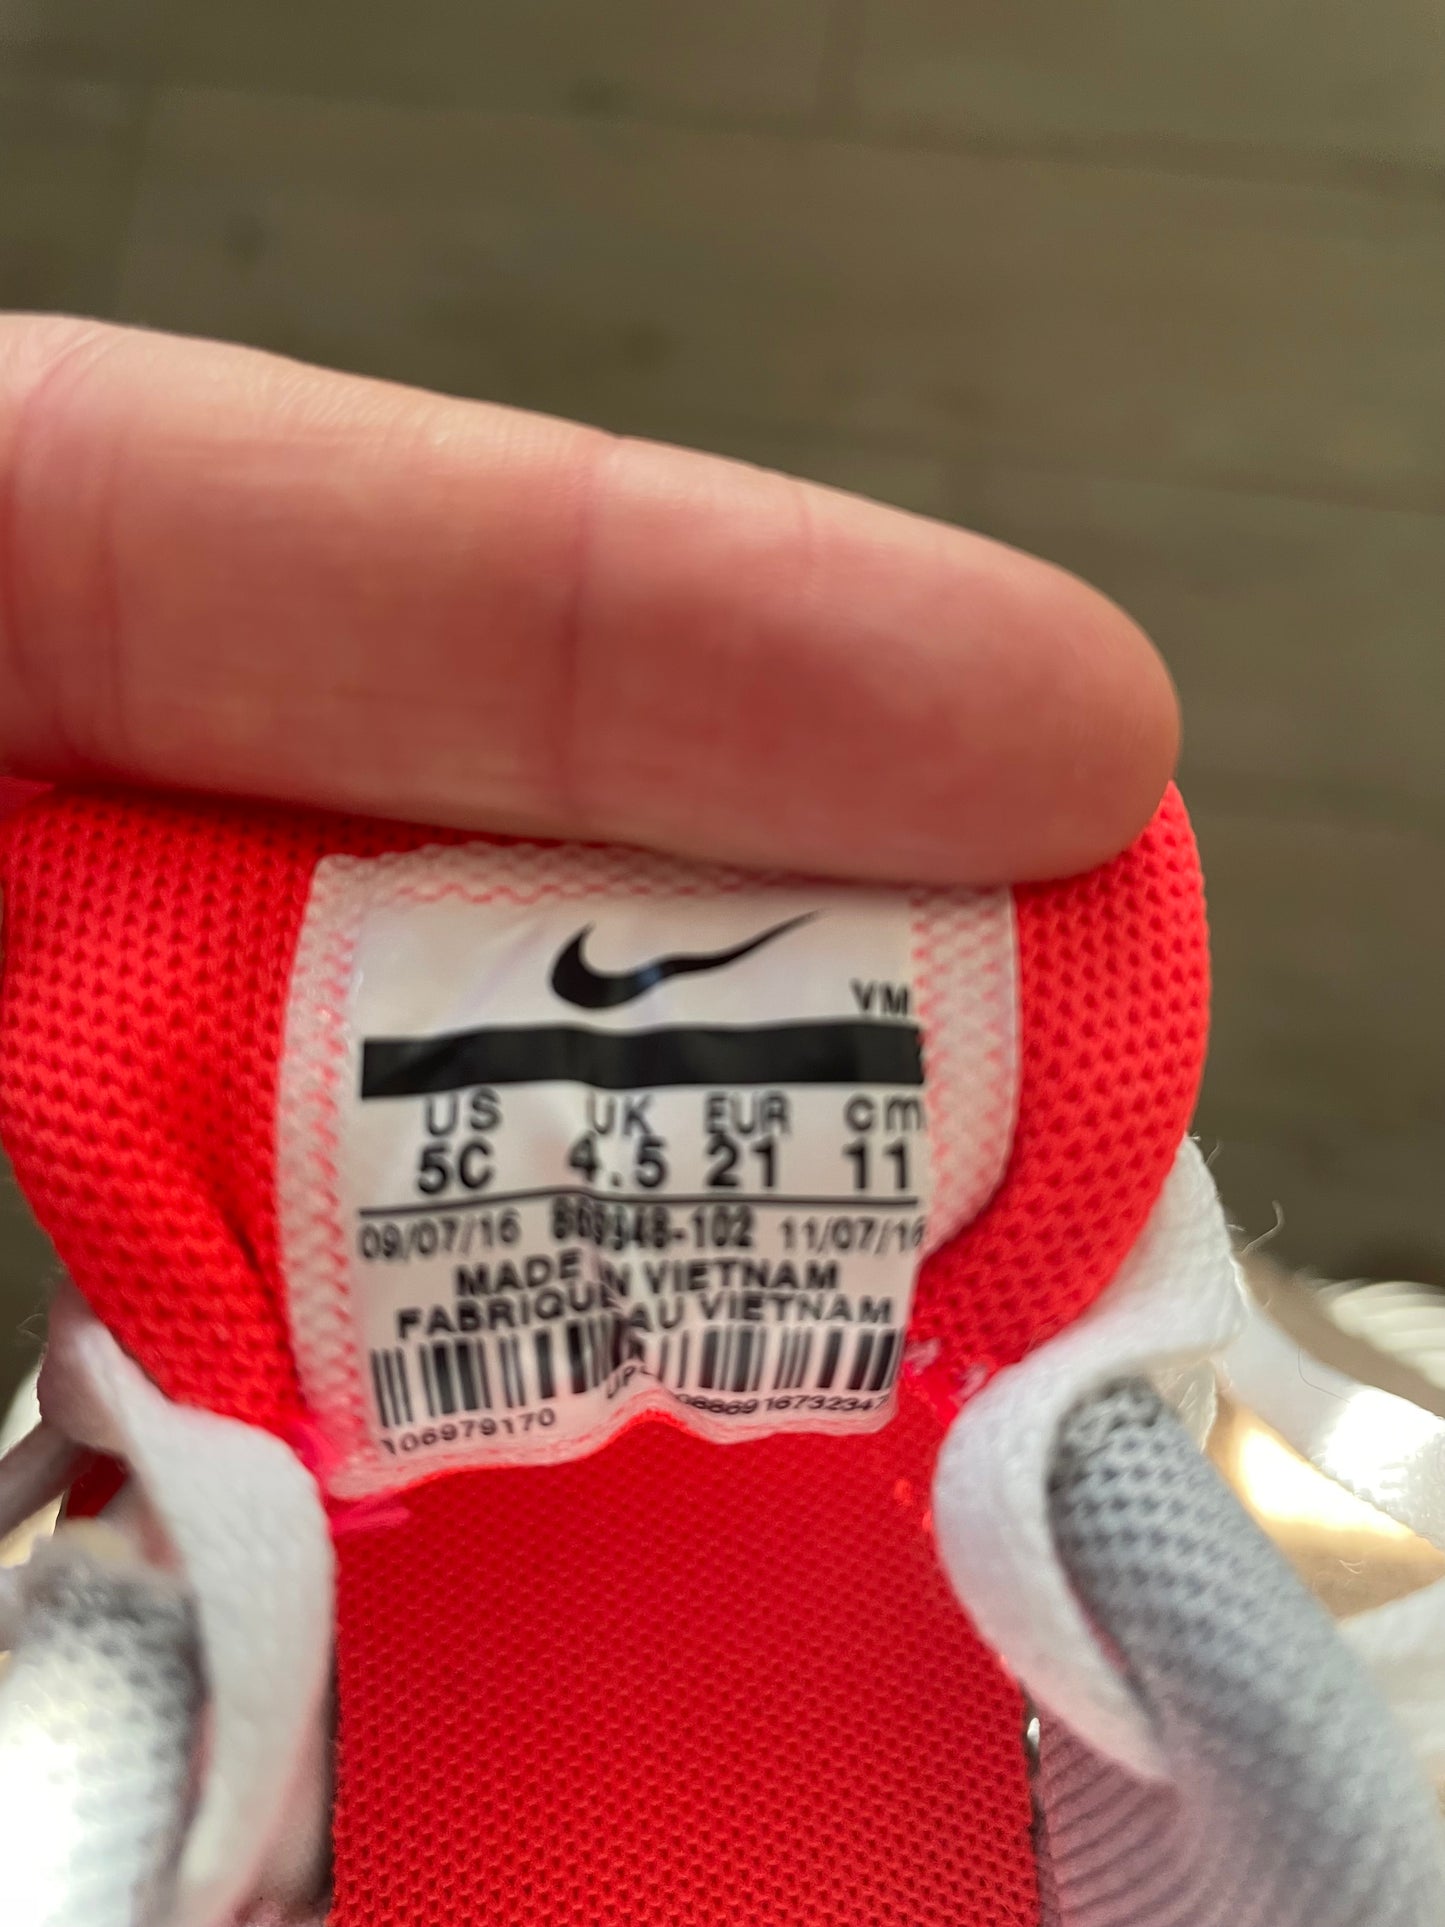 VM
US UK EUR cm
5C 4.5 21 11
09/07/16 869948-102 11/07/16
MADE IN VIETNAM
FABRIQUÉ AU VIETNAM
106979170